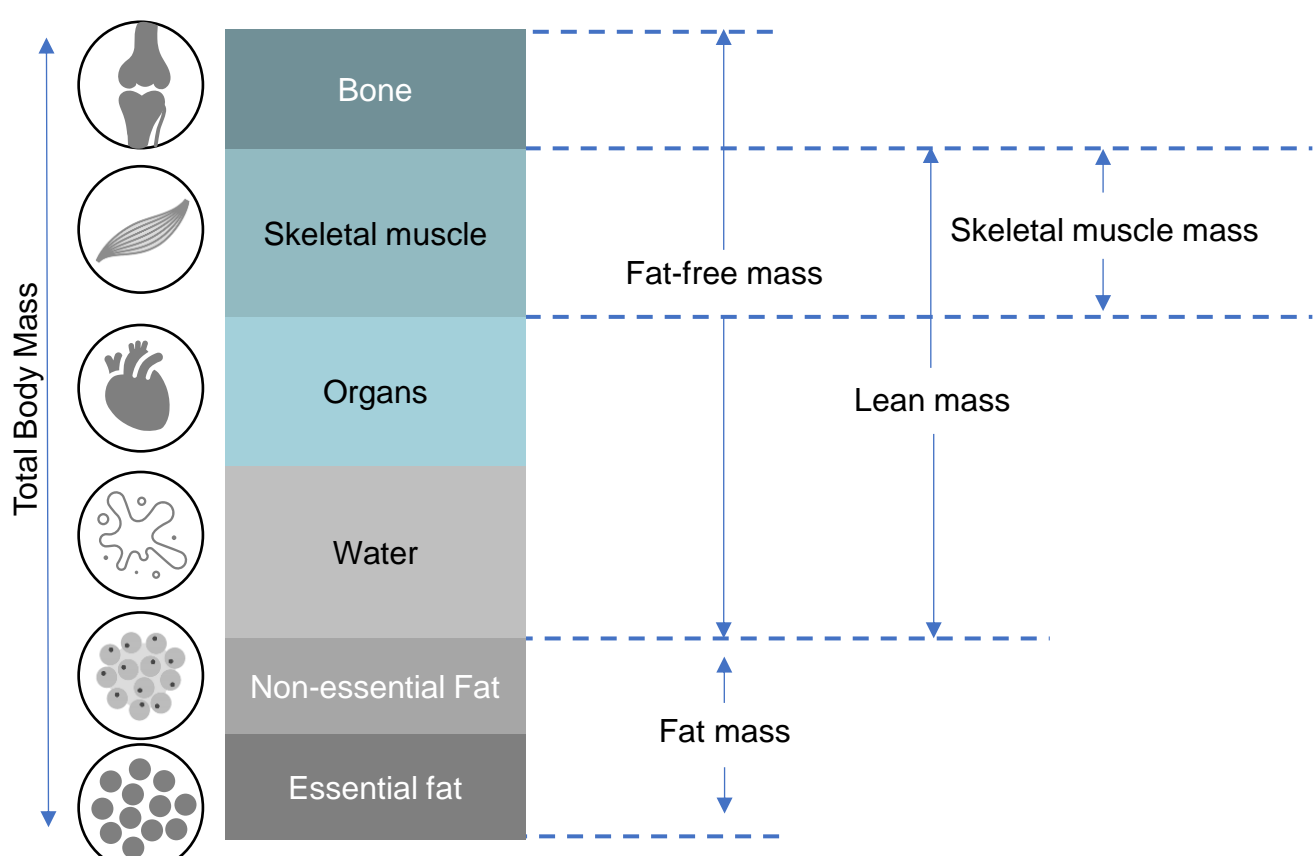 Total Body Mass
Bone
Skeletal muscle
Organs
Water
Non-essential Fat
Essential fat
Fat-free mass
Skeletal muscle mass
Lean mass
Fat mass